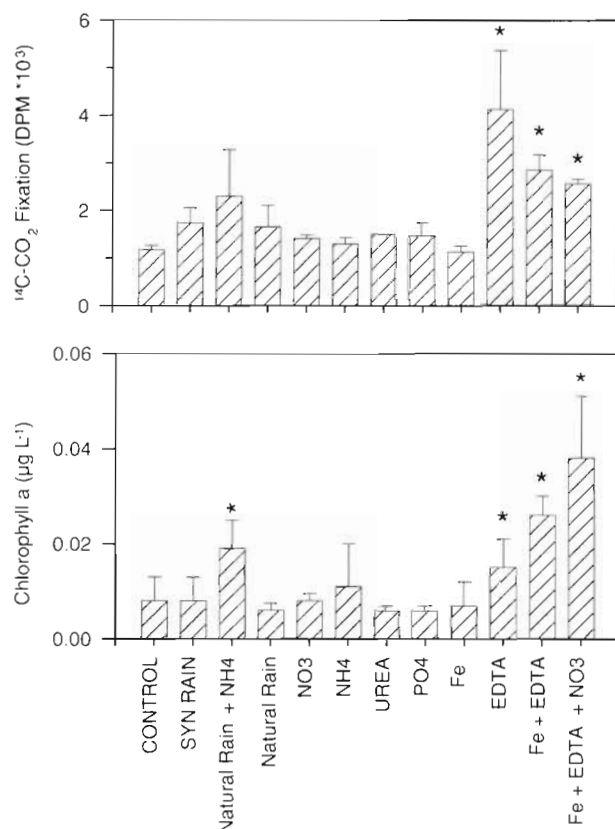 ¹⁴C-CO₂ Fixation (DPM *10³)
6
4
2
0
*
*
*
Chlorophyll a (µg L⁻¹)
0.06
0.04
0.02
0.00
*
*
*
*
CONTROL
SYN RAIN
Natural Rain + NH4
Natural Rain
NO3
NH4
UREA
PO4
Fe
EDTA
Fe + EDTA
Fe + EDTA + NO3